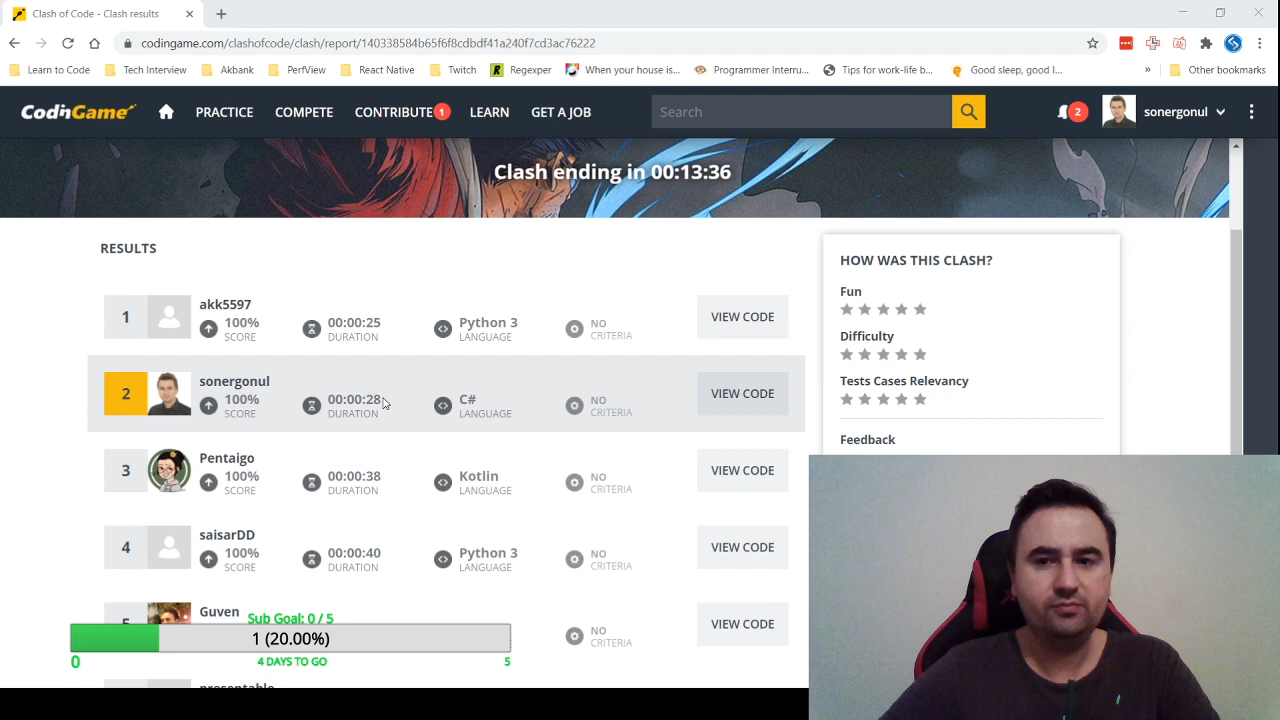 Clash of Code - Clash results
codingame.com/clashofcode/clash/report/140338584b65f6f8cdbdf41a240f7cd3ac76222
Learn to Code Tech Interview Akbank PerfView React Native Twitch Regexper When your house is... Programmer Interru... Tips for work-life b... Good sleep, good l... » Other bookmarks
CodinGame PRACTICE COMPETE CONTRIBUTE 1 LEARN GET A JOB Search 2 sonergonul
Clash ending in 00:13:36
RESULTS
1 akk5597
100% SCORE 00:00:25 DURATION Python 3 LANGUAGE NO CRITERIA VIEW CODE
2 sonergonul
100% SCORE 00:00:28 DURATION C# LANGUAGE NO CRITERIA VIEW CODE
3 Pentaigo
100% SCORE 00:00:38 DURATION Kotlin LANGUAGE NO CRITERIA VIEW CODE
4 saisarDD
100% SCORE 00:00:40 DURATION Python 3 LANGUAGE NO CRITERIA VIEW CODE
5 Guven
NO CRITERIA VIEW CODE
Sub Goal: 0 / 5
1 (20.00%)
0 4 DAYS TO GO 5
presentable
HOW WAS THIS CLASH?
Fun
Difficulty
Tests Cases Relevancy
Feedback